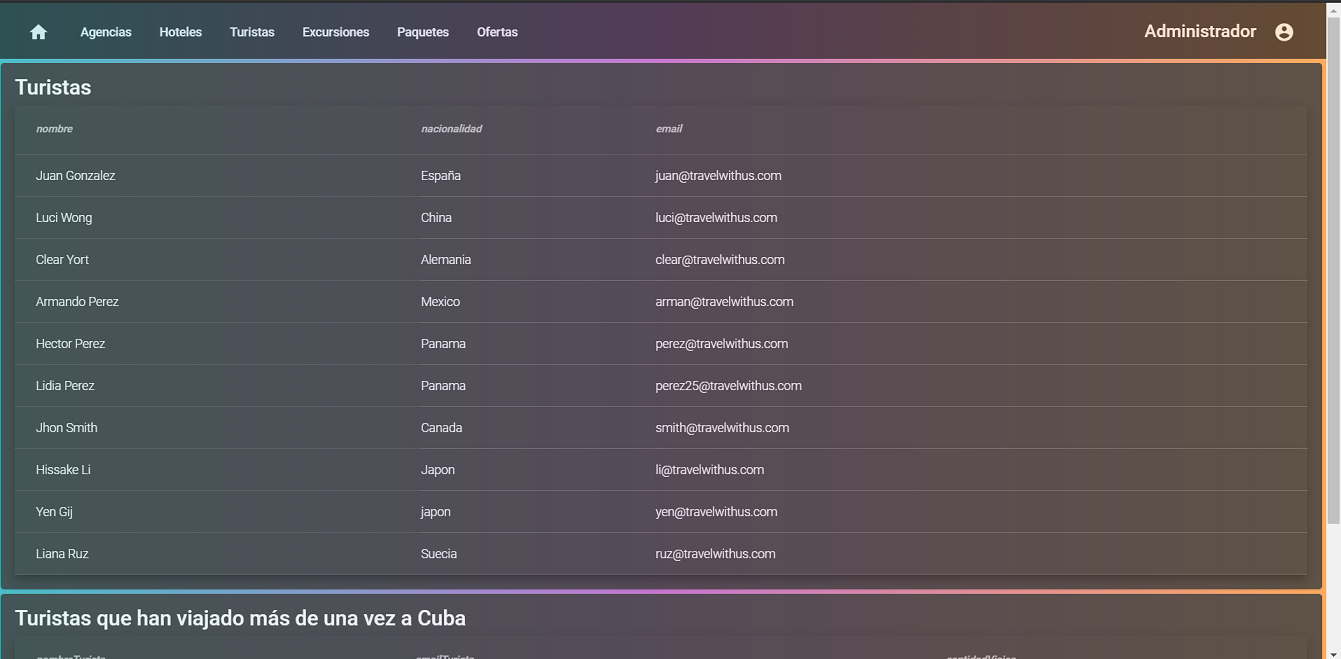 Agencias Hoteles Turistas Excursiones Paquetes Ofertas Administrador
Turistas
nombre nacionalidad email
Juan Gonzalez España juan@travelwithus.com
Luci Wong China luci@travelwithus.com
Clear Yort Alemania clear@travelwithus.com
Armando Perez Mexico arman@travelwithus.com
Hector Perez Panama perez@travelwithus.com
Lidia Perez Panama perez25@travelwithus.com
Jhon Smith Canada smith@travelwithus.com
Hissake Li Japon li@travelwithus.com
Yen Gij japon yen@travelwithus.com
Liana Ruz Suecia ruz@travelwithus.com
Turistas que han viajado más de una vez a Cuba